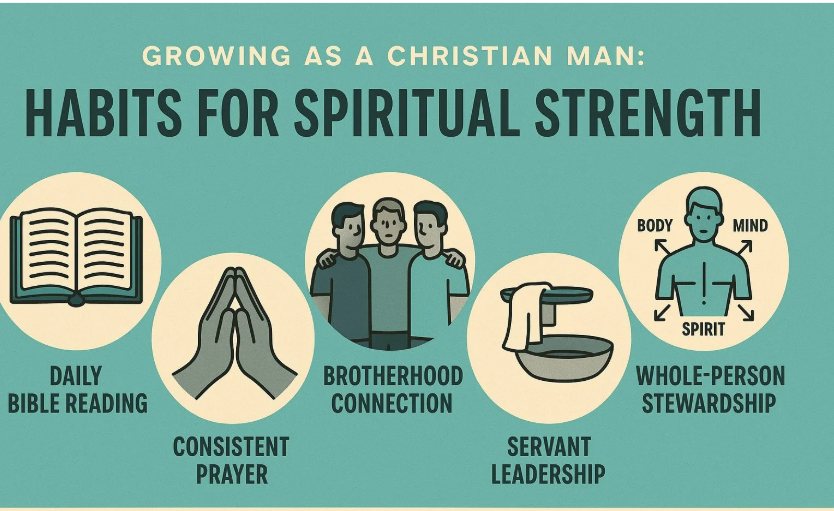 GROWING AS A CHRISTIAN MAN:
HABITS FOR SPIRITUAL STRENGTH
DAILY
BIBLE READING
CONSISTENT
PRAYER
BROTHERHOOD
CONNECTION
SERVANT
LEADERSHIP
BODY
MIND
SPIRIT
WHOLE-PERSON
STEWARDSHIP